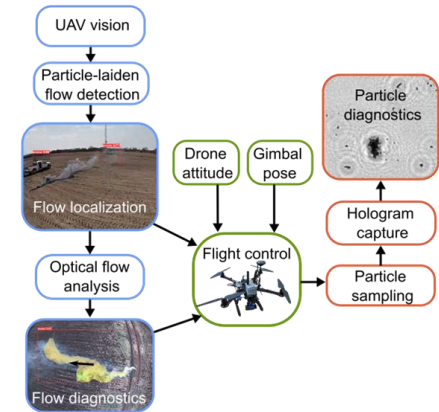 UAV vision
Particle-laden
flow detection
Flow localization
Optical flow
analysis
Flow diagnostics
Drone
attitude
Gimbal
pose
Flight control
Particle
diagnostics
Hologram
capture
Particle
sampling